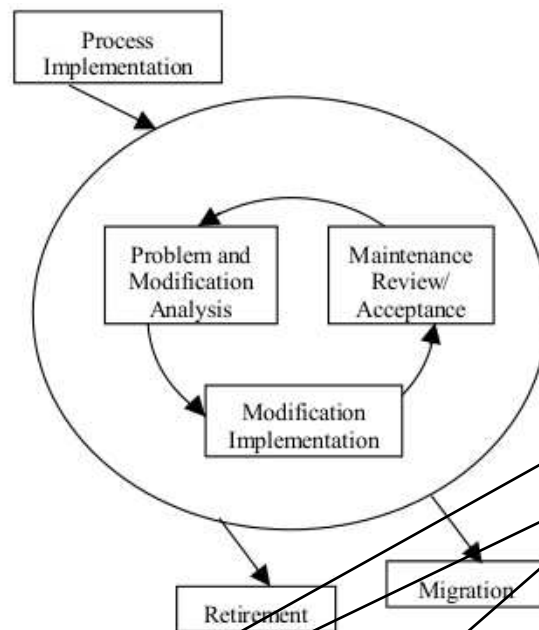 Process
Implementation
Problem and
Modification
Analysis
Maintenance
Review/
Acceptance
Modification
Implementation
Migration
Retirement